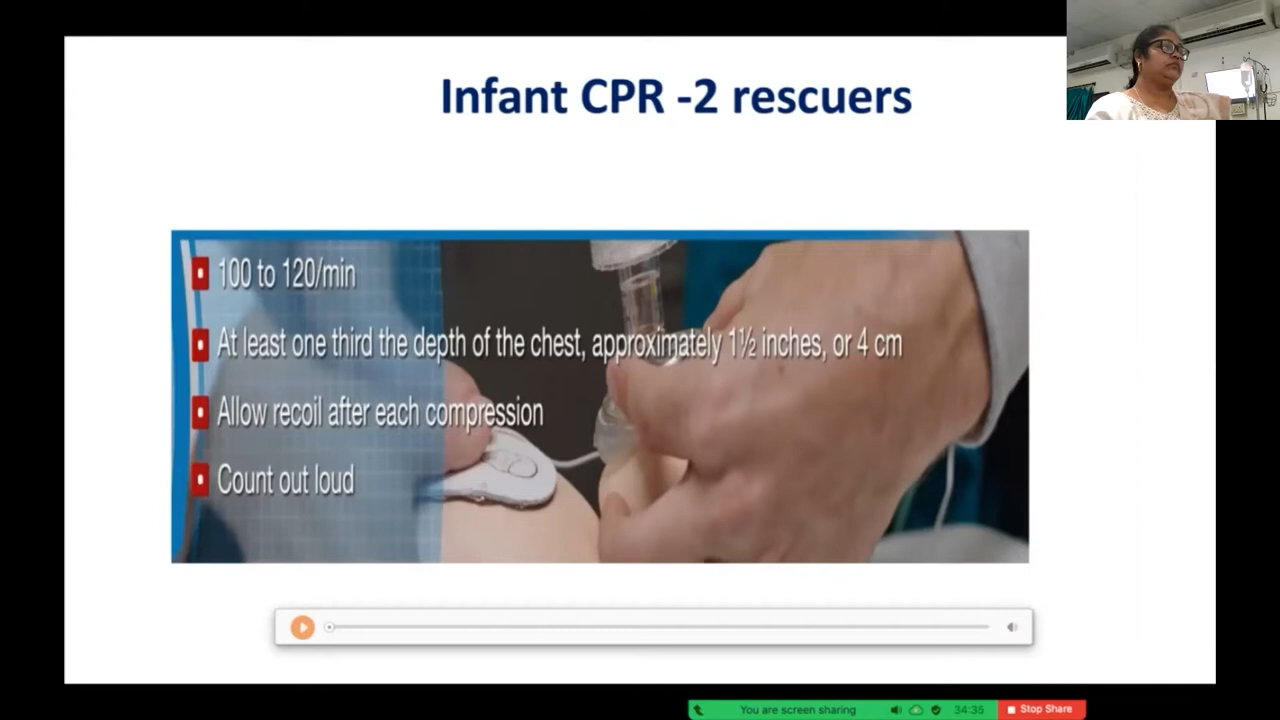 Infant CPR -2 rescuers
100 to 120/min
At least one third the depth of the chest, approximately 1½ inches, or 4 cm
Allow recoil after each compression
Count out loud
You are screen sharing
34:35
Stop Share